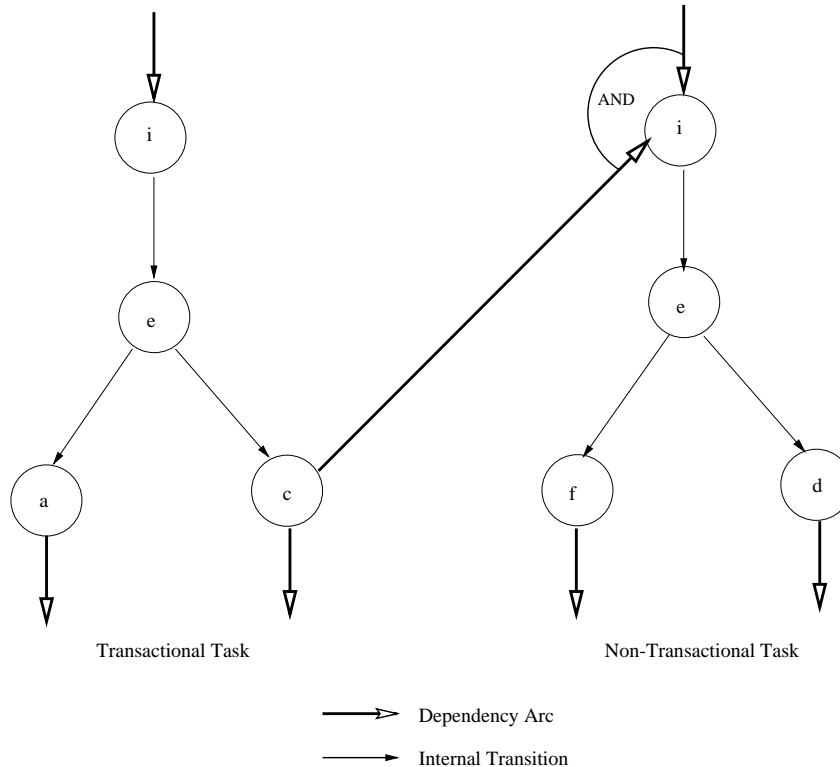 i
AND
i
e
e
a
c
f
d
Transactional Task
Non-Transactional Task
Dependency Arc
Internal Transition